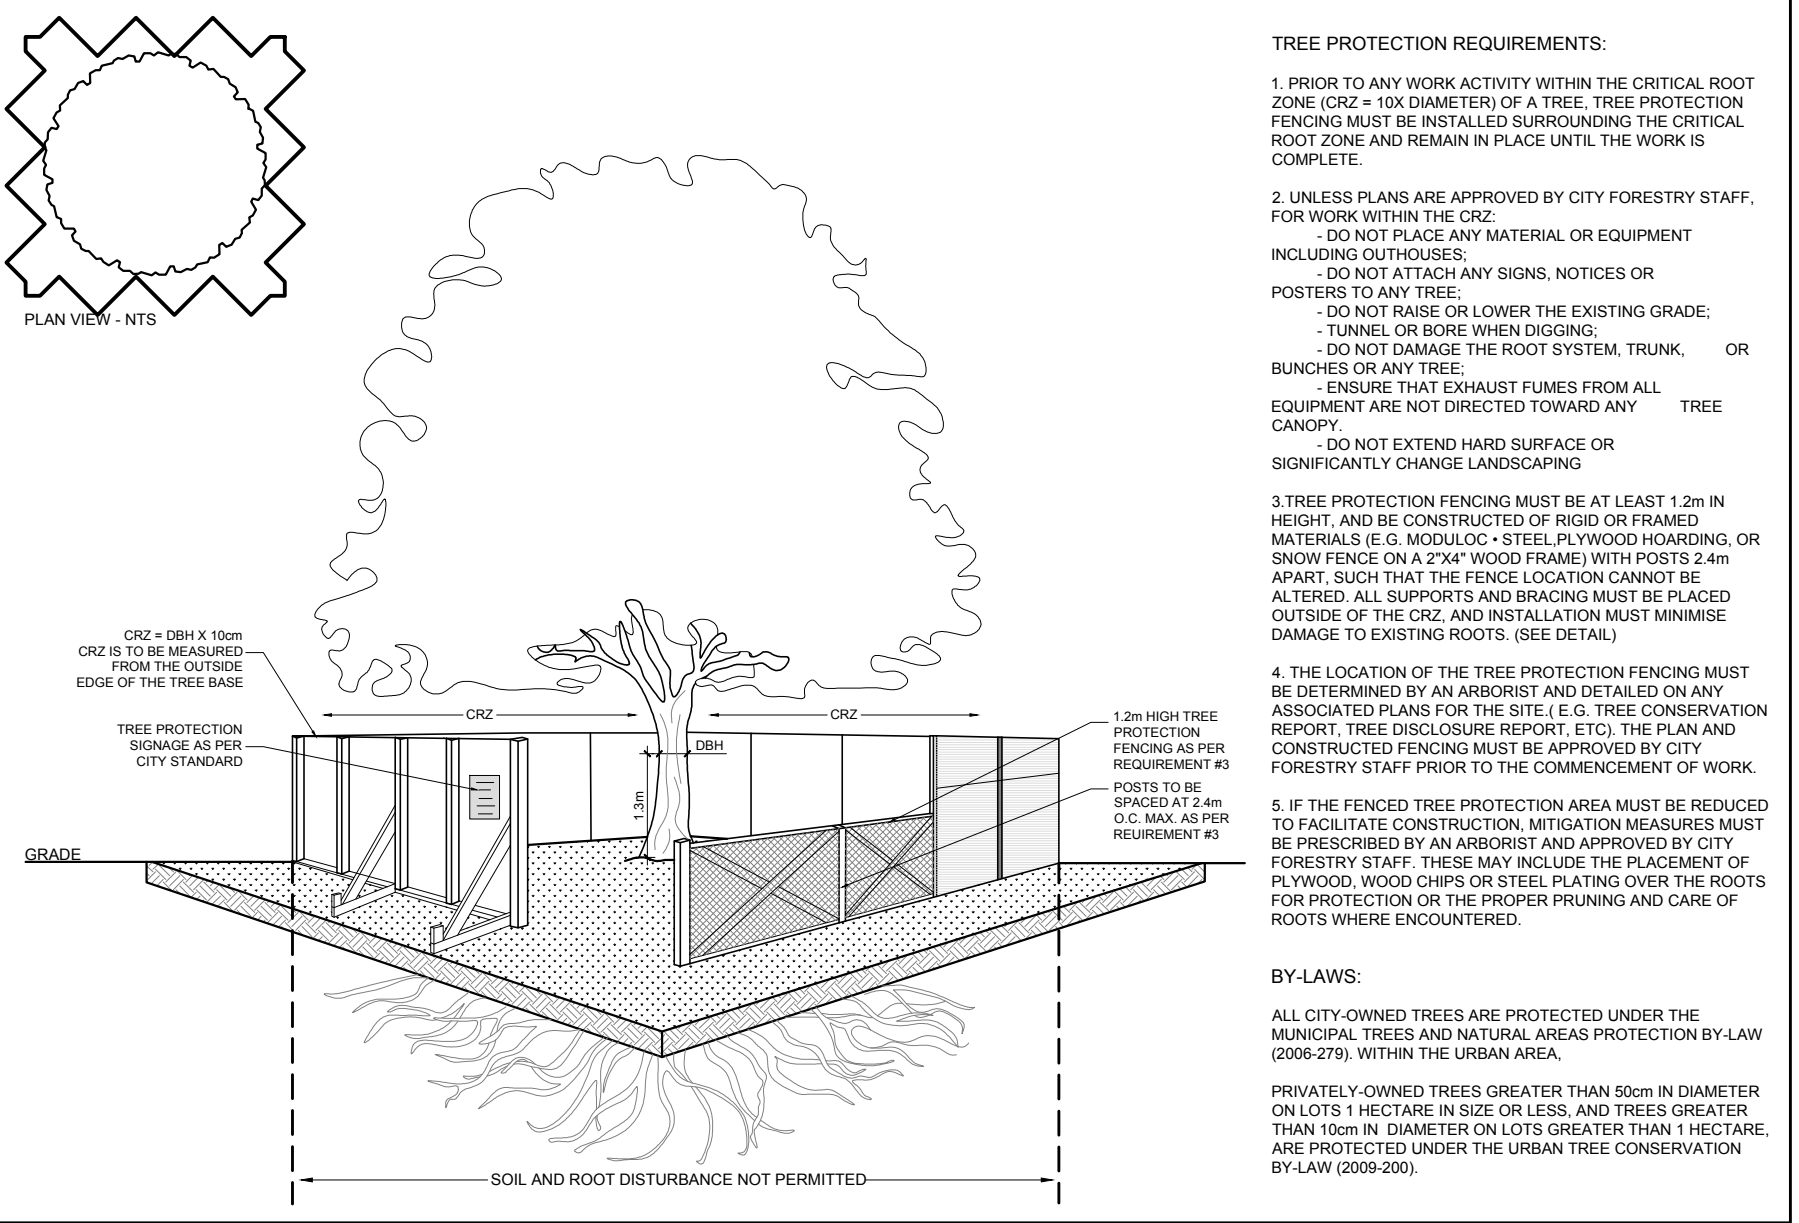 PLAN VIEW - NTS
CRZ = DBH X 10cm
CRZ IS TO BE MEASURED
FROM THE OUTSIDE
EDGE OF THE TREE BASE
TREE PROTECTION
SIGNAGE AS PER
CITY STANDARD
GRADE
CRZ
CRZ
DBH
1.3m
1.2m HIGH TREE
PROTECTION
FENCING AS PER
REQUIREMENT #3
POSTS TO BE
SPACED AT 2.4m
O.C. MAX. AS PER
REUIREMENT #3
SOIL AND ROOT DISTURBANCE NOT PERMITTED
TREE PROTECTION REQUIREMENTS:
1. PRIOR TO ANY WORK ACTIVITY WITHIN THE CRITICAL ROOT
ZONE (CRZ = 10X DIAMETER) OF A TREE, TREE PROTECTION
FENCING MUST BE INSTALLED SURROUNDING THE CRITICAL
ROOT ZONE AND REMAIN IN PLACE UNTIL THE WORK IS
COMPLETE.
2. UNLESS PLANS ARE APPROVED BY CITY FORESTRY STAFF,
FOR WORK WITHIN THE CRZ:
- DO NOT PLACE ANY MATERIAL OR EQUIPMENT
INCLUDING OUTHOUSES;
- DO NOT ATTACH ANY SIGNS, NOTICES OR
POSTERS TO ANY TREE;
- DO NOT RAISE OR LOWER THE EXISTING GRADE;
- TUNNEL OR BORE WHEN DIGGING;
- DO NOT DAMAGE THE ROOT SYSTEM, TRUNK, OR
BUNCHES OR ANY TREE;
- ENSURE THAT EXHAUST FUMES FROM ALL
EQUIPMENT ARE NOT DIRECTED TOWARD ANY TREE
CANOPY.
- DO NOT EXTEND HARD SURFACE OR
SIGNIFICANTLY CHANGE LANDSCAPING
3.TREE PROTECTION FENCING MUST BE AT LEAST 1.2m IN
HEIGHT, AND BE CONSTRUCTED OF RIGID OR FRAMED
MATERIALS (E.G. MODULOC • STEEL,PLYWOOD HOARDING, OR
SNOW FENCE ON A 2"X4" WOOD FRAME) WITH POSTS 2.4m
APART, SUCH THAT THE FENCE LOCATION CANNOT BE
ALTERED. ALL SUPPORTS AND BRACING MUST BE PLACED
OUTSIDE OF THE CRZ, AND INSTALLATION MUST MINIMISE
DAMAGE TO EXISTING ROOTS. (SEE DETAIL)
4. THE LOCATION OF THE TREE PROTECTION FENCING MUST
BE DETERMINED BY AN ARBORIST AND DETAILED ON ANY
ASSOCIATED PLANS FOR THE SITE.( E.G. TREE CONSERVATION
REPORT, TREE DISCLOSURE REPORT, ETC). THE PLAN AND
CONSTRUCTED FENCING MUST BE APPROVED BY CITY
FORESTRY STAFF PRIOR TO THE COMMENCEMENT OF WORK.
5. IF THE FENCED TREE PROTECTION AREA MUST BE REDUCED
TO FACILITATE CONSTRUCTION, MITIGATION MEASURES MUST
BE PRESCRIBED BY AN ARBORIST AND APPROVED BY CITY
FORESTRY STAFF. THESE MAY INCLUDE THE PLACEMENT OF
PLYWOOD, WOOD CHIPS OR STEEL PLATING OVER THE ROOTS
FOR PROTECTION OR THE PROPER PRUNING AND CARE OF
ROOTS WHERE ENCOUNTERED.
BY-LAWS:
ALL CITY-OWNED TREES ARE PROTECTED UNDER THE
MUNICIPAL TREES AND NATURAL AREAS PROTECTION BY-LAW
(2006-279). WITHIN THE URBAN AREA,
PRIVATELY-OWNED TREES GREATER THAN 50cm IN DIAMETER
ON LOTS 1 HECTARE IN SIZE OR LESS, AND TREES GREATER
THAN 10cm IN DIAMETER ON LOTS GREATER THAN 1 HECTARE,
ARE PROTECTED UNDER THE URBAN TREE CONSERVATION
BY-LAW (2009-200).